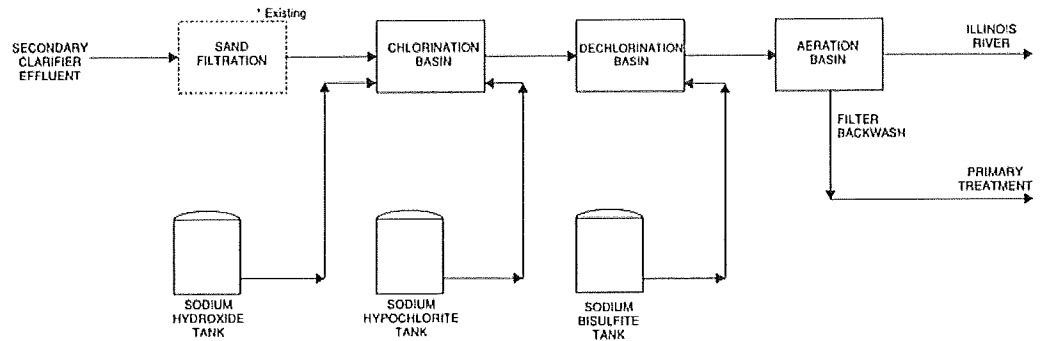 * Existing
SECONDARY
CLARIFIER
EFFLUENT
SAND
FILTRATION
CHLORINATION
BASIN
DECHLORINATION
BASIN
AERATION
BASIN
ILLINOIS
RIVER
FILTER
BACKWASH
PRIMARY
TREATMENT
SODIUM
HYDROXIDE
TANK
SODIUM
HYPOCHLORITE
TANK
SODIUM
BISULFITE
TANK